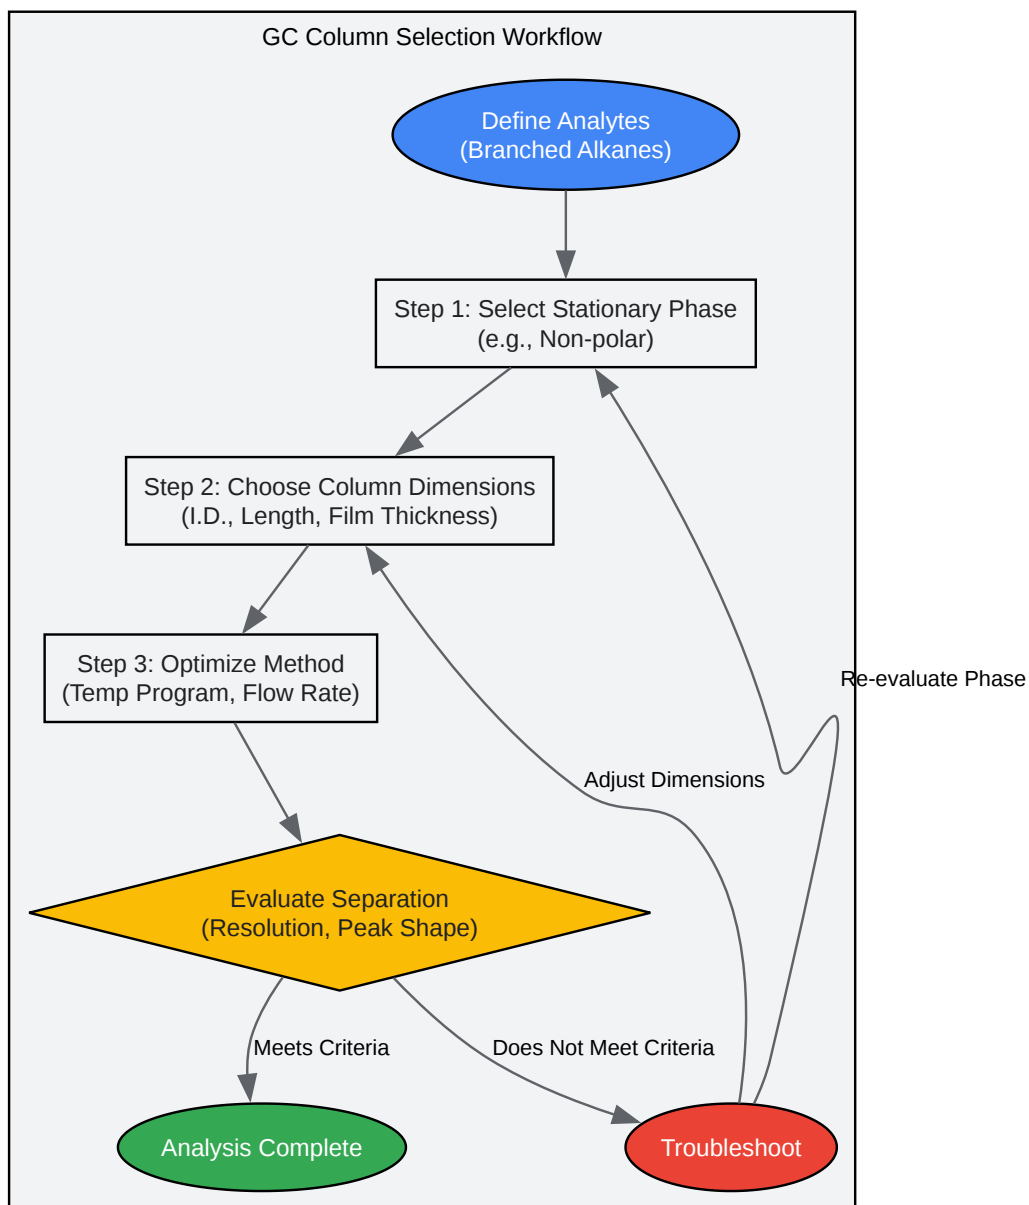 GC Column Selection Workflow
Define Analytes
(Branched Alkanes)
Step 1: Select Stationary Phase
(e.g., Non-polar)
Step 2: Choose Column Dimensions
(I.D., Length, Film Thickness)
Step 3: Optimize Method
(Temp Program, Flow Rate)
Re-evaluate Phase
Adjust Dimensions
Evaluate Separation
(Resolution, Peak Shape)
Meets Criteria
Does Not Meet Criteria
Analysis Complete
Troubleshoot